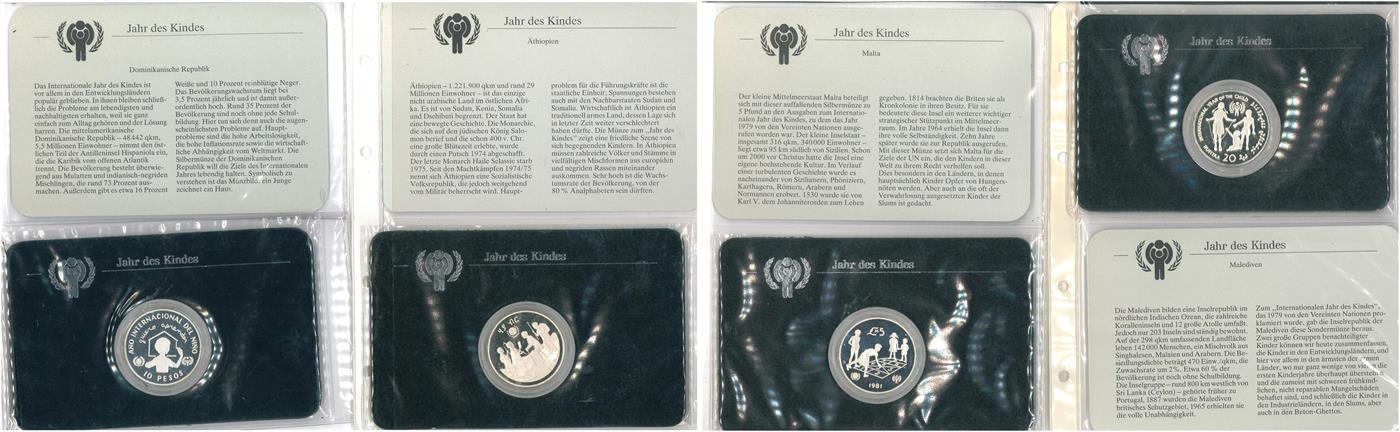 Jahr des Kindes
Dominikanische Republik
Das Internationale Jahr des Kindes ist
vor allem in den Entwicklungsländern
populär geblieben. In ihnen bleiben schließ-
lich die Probleme am lebendigsten und
nachhaltigsten erhalten, weil sie ganz
einfach zum Alltag gehören und der Lösung
harren. Die mittelamerikanische
Dominikanische Republik – 48442 qkm,
5,5 Millionen Einwohner – nimmt den öst-
lichen Teil der Antilleninsel Hispaniola ein,
die die Karibik vom offenen Atlantik
trennt. Die Bevölkerung besteht überwie-
gend aus Mulatten und indianisch-negriden
Mischlingen, die rund 73 Prozent aus-
machen. Außerdem gibt es etwa 16 Prozent
Weiße und 10 Prozent reinblütige Neger.
Das Bevölkerungswachstum liegt bei
3,5 Prozent jährlich und ist damit außer-
ordentlich hoch. Rund 35 Prozent der
Bevölkerung sind noch ohne jede Schul-
bildung. Hier tun sich denn auch die augen-
scheinlichsten Probleme auf. Haupt-
probleme sind die hohe Arbeitslosigkeit,
die hohe Inflationsrate sowie die wirtschaft-
liche Abhängigkeit vom Weltmarkt. Die
Silbermünze der Dominikanischen
Republik will die Ziele des Internationalen
Jahres lebendig halten. Symbolisch zu
verstehen ist das Münzbild: ein Junge
zeichnet ein Haus.
Jahr des Kindes
AÑO INTERNACIONAL DEL NIÑO
quiero aprender
10 PESOS
Jahr des Kindes
Äthiopien
Äthiopien – 1.221.900 qkm und rund 29
Millionen Einwohner – ist das einzige
nicht arabische Land im östlichen Afri-
ka. Es ist von Sudan, Kenia, Somalia
und Dschibuti begrenzt. Der Staat hat
eine bewegte Geschichte. Die Monarchie,
die sich auf den jüdischen König Salo-
mon berief und die schon 400 v. Chr.
eine große Blütezeit erlebte, wurde
durch einen Putsch 1974 abgeschafft.
Der letzte Monarch Haile Selassie starb
1975. Seit den Machtkämpfen 1974/75
nennt sich Äthiopien eine Sozialistische
Volksrepublik, die jedoch weitgehend
vom Militär beherrscht wird. Haupt-
problem für die Führungskräfte ist die
staatliche Einheit; Spannungen bestehen
auch mit den Nachbarstaaten Sudan und
Somalia. Wirtschaftlich ist Äthiopien ein
traditionell armes Land, dessen Lage sich
in letzter Zeit weiter verschlechtert
haben dürfte. Die Münze zum „Jahr des
Kindes“ zeigt eine friedliche Szene von
sich begegnenden Kindern. In Äthiopien
müssen zahlreiche Völker und Stämme in
vielfältigen Mischformen aus europiden
und negriden Rassen miteinander
auskommen. Sehr hoch ist die Wachs-
tumsrate der Bevölkerung, von der
80 % Analphabeten sein dürften.
Jahr des Kindes
Jahr des Kindes
Malta
Der kleine Mittelmeerstaat Malta beteiligt
sich mit dieser auffallenden Silbermünze zu
5 Pfund an den Ausgaben zum Internatio-
nalen Jahr des Kindes, zu dem das Jahr
1979 von den Vereinten Nationen ausge-
rufen worden war. Der kleine Inselstaat –
insgesamt 316 qkm, 340000 Einwohner –
liegt etwa 95 km südlich von Sizilien. Schon
um 2000 vor Christus hatte die Insel eine
eigene hochstehende Kultur. Im Verlauf
einer turbulenten Geschichte wurde es
nacheinander von Sizilianern, Phöniziern,
Karthagern, Römern, Arabern und
Normannen erobert. 1530 wurde sie von
Karl V. dem Johanniterorden zum Lehen
gegeben. 1814 brachten die Briten sie als
Kronkolonie in ihren Besitz. Für sie
bedeutete diese Insel ein weiterer wichtiger
strategischer Stützpunkt im Mittelmeer-
raum. Im Jahre 1964 erhielt die Insel dann
ihre volle Selbständigkeit. Zehn Jahre
später wurde sie zur Republik ausgerufen.
Mit dieser Münze setzt sich Malta für die
Ziele der UN ein, die den Kindern in dieser
Welt zu ihrem Recht verhelfen soll.
Dies besonders in den Ländern, in denen
hauptsächlich Kinder Opfer von Hungers-
nöten werden. Aber auch an die oft der
Verwahrlosung ausgesetzten Kinder der
Slums ist gedacht.
Jahr des Kindes
£5
1981
Jahr des Kindes
INTERNATIONAL YEAR OF THE CHILD
RUFIYAA 20
Jahr des Kindes
Malediven
Die Malediven bilden eine Inselrepublik im
nördlichen Indischen Ozean, die zahlreiche
Koralleninseln und 12 große Atolle umfaßt.
Jedoch nur 203 Inseln sind ständig bewohnt.
Auf der 298 qkm umfassenden Landfläche
leben 142000 Menschen, ein Mischvolk aus
Singhalesen, Malaien und Arabern. Die Be-
siedlungsdichte beträgt 470 Einw./qkm, die
Zuwachsrate um 2%. Etwa 60 % der
Bevölkerung ist noch ohne Schulbildung.
Die Inselgruppe – rund 800 km westlich von
Sri Lanka (Ceylon) – gehörte früher zu
Portugal, 1887 wurden die Malediven
britisches Schutzgebiet, 1965 erhielten sie
die volle Unabhängigkeit.
Zum „Internationalen Jahr des Kindes“,
das 1979 von den Vereinten Nationen pro-
klamiert wurde, gab die Inselrepublik der
Malediven diese Sondermünze heraus.
Zwei große Gruppen benachteiligter
Kinder können wir heute zusammenfassen,
die Kinder in den Entwicklungsländern, und
hier vor allem in den ärmsten der armen
Länder, wo nur ganz wenige von vielen die
ersten Kinderjahre überhaupt überstehen
und die zumeist mit schweren frühkind-
lichen, nicht reparablen Mangelschäden
behaftet sind, und schließlich die Kinder in
den Industrieländern, in den Slums, aber
auch in den Beton-Ghettos.